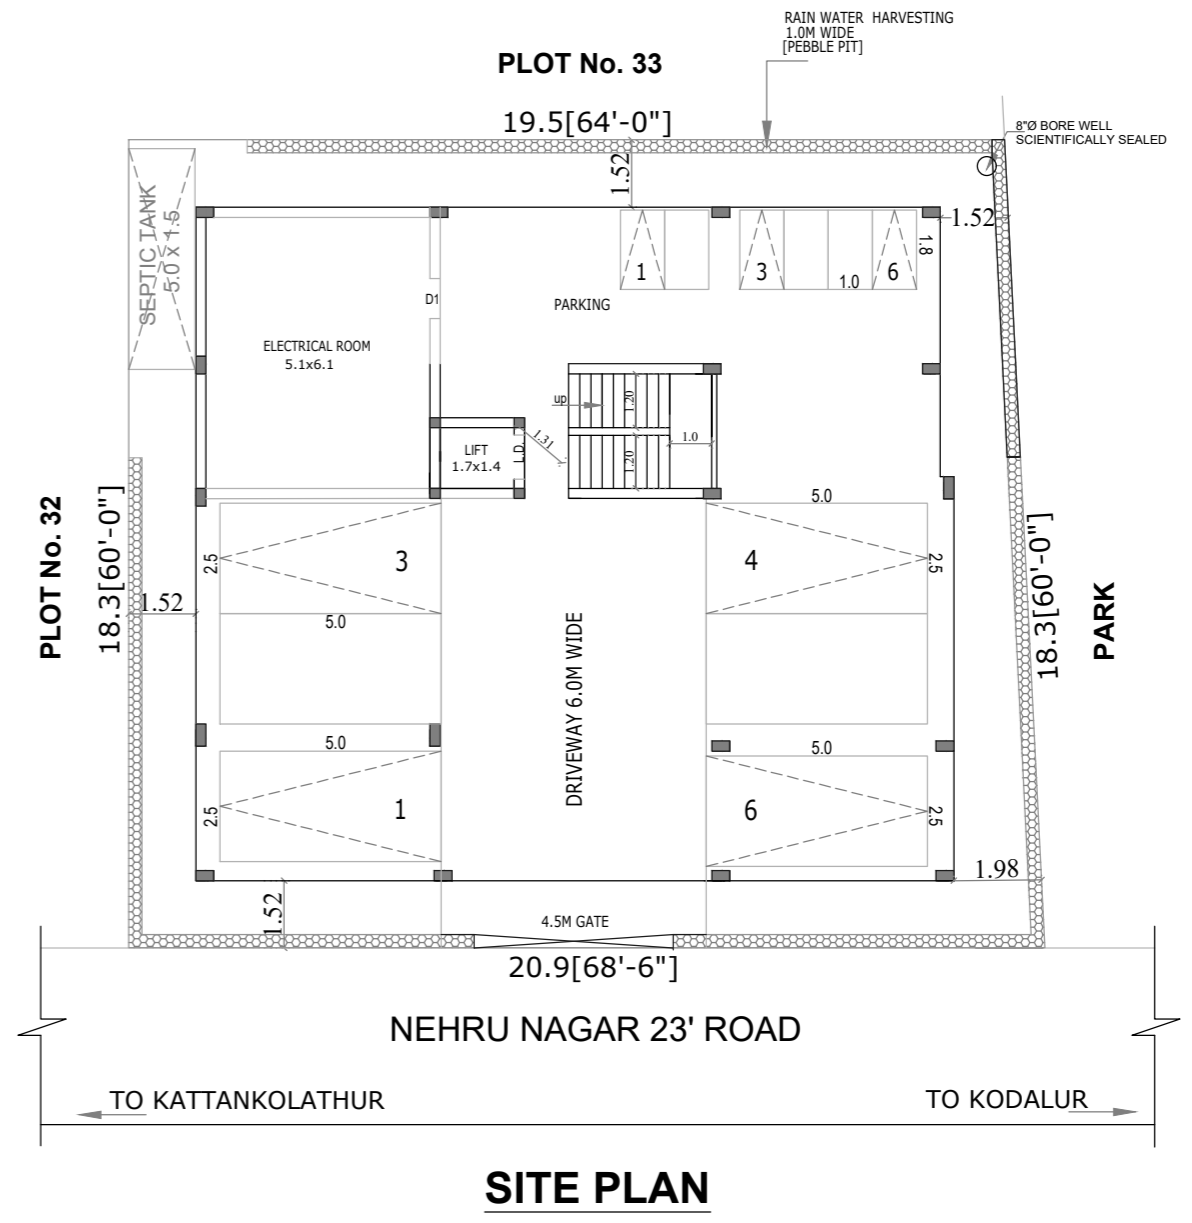 RAIN WATER HARVESTING
1.0M WIDE
[PEBBLE PIT]
PLOT No. 33
19.5[64'-0"]
8"Ø BORE WELL
SCIENTIFICALLY SEALED
1.52
SEPTIC TANK
5.0 x 1.5
1.52
1.8
1
3
6
1.0
D1
PARKING
ELECTRICAL ROOM
5.1x6.1
up
1.20
LIFT
1.7x1.4
L.D.
1.31
1.0
1.20
5.0
PLOT No. 32
18.3[60'-0"]
2.5
3
4
2.5
18.3[60'-0"]
PARK
1.52
5.0
DRIVEWAY 6.0M WIDE
5.0
5.0
2.5
1
6
2.5
1.98
1.52
4.5M GATE
20.9[68'-6"]
NEHRU NAGAR 23' ROAD
TO KATTANKOLATHUR
TO KODALUR
SITE PLAN